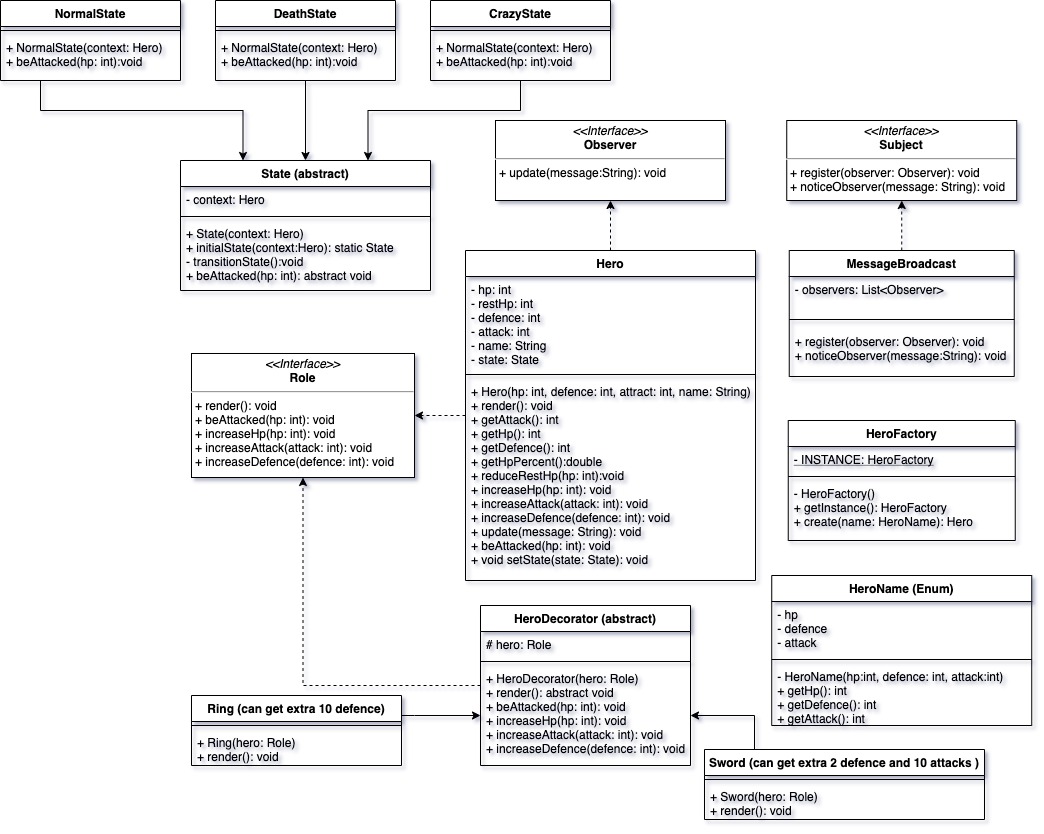 NormalState
+ NormalState(context: Hero)
+ beAttacked(hp: int):void
DeathState
+ NormalState(context: Hero)
+ beAttacked(hp: int):void
CrazyState
+ NormalState(context: Hero)
+ beAttacked(hp: int):void
State (abstract)
- context: Hero
+ State(context: Hero)
+ initialState(context:Hero): static State
- transitionState():void
+ beAttacked(hp: int): abstract void
<<Interface>>
Observer
+ update(message:String): void
<<Interface>>
Subject
+ register(observer: Observer): void
+ noticeObserver(message: String): void
Hero
- hp: int
- restHp: int
- defence: int
- attack: int
- name: String
- state: State
+ Hero(hp: int, defence: int, attract: int, name: String)
+ render(): void
+ getAttack(): int
+ getHp(): int
+ getDefence(): int
+ getHpPercent():double
+ reduceRestHp(hp: int):void
+ increaseHp(hp: int): void
+ increaseAttack(attack: int): void
+ increaseDefence(defence: int): void
+ update(message: String): void
+ beAttacked(hp: int): void
+ void setState(state: State): void
MessageBroadcast
- observers: List<Observer>
+ register(observer: Observer): void
+ noticeObserver(message:String): void
<<Interface>>
Role
+ render(): void
+ beAttacked(hp: int): void
+ increaseHp(hp: int): void
+ increaseAttack(attack: int): void
+ increaseDefence(defence: int): void
HeroFactory
- INSTANCE: HeroFactory
- HeroFactory()
+ getInstance(): HeroFactory
+ create(name: HeroName): Hero
HeroName (Enum)
- hp
- defence
- attack
- HeroName(hp:int, defence: int, attack:int)
+ getHp(): int
+ getDefence(): int
+ getAttack(): int
HeroDecorator (abstract)
# hero: Role
+ HeroDecorator(hero: Role)
+ render(): abstract void
+ beAttacked(hp: int): void
+ increaseHp(hp: int): void
+ increaseAttack(attack: int): void
+ increaseDefence(defence: int): void
Ring (can get extra 10 defence)
+ Ring(hero: Role)
+ render(): void
Sword (can get extra 2 defence and 10 attacks )
+ Sword(hero: Role)
+ render(): void